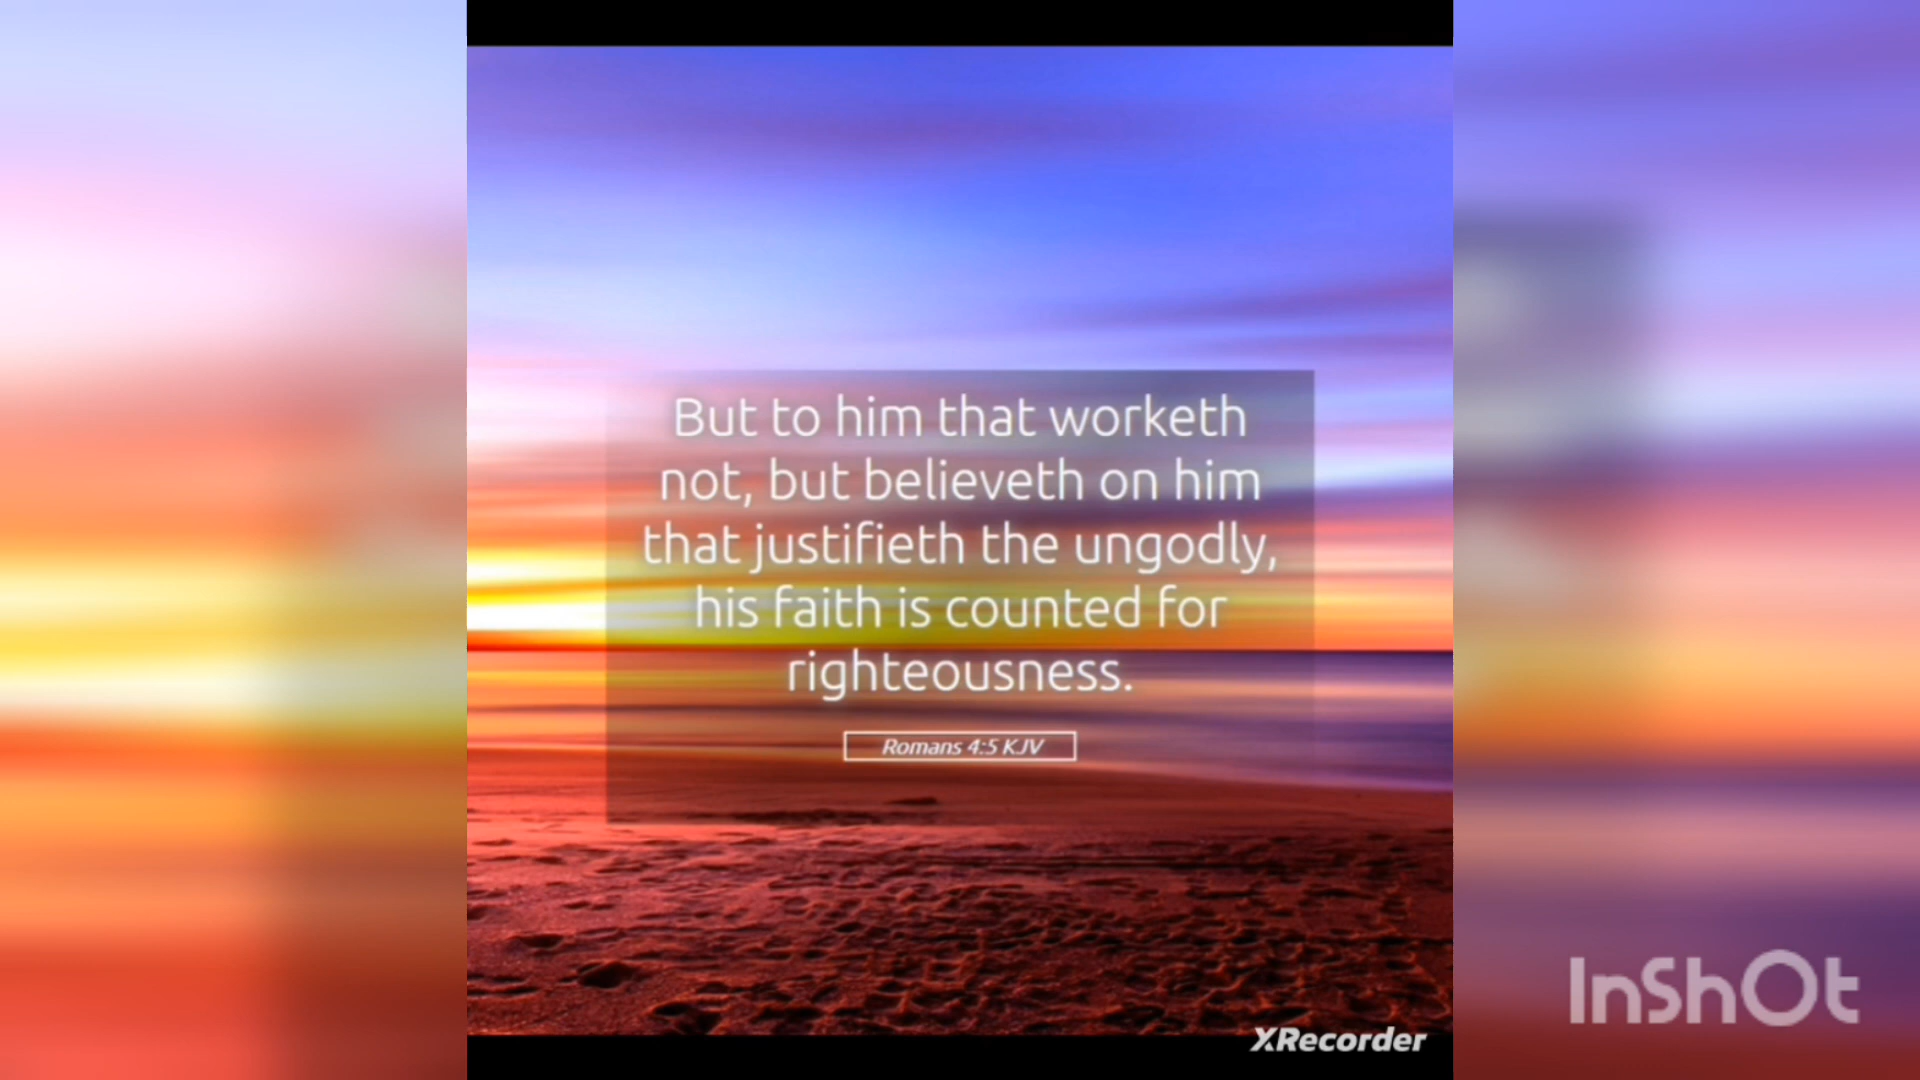 But to him that worketh
not, but believeth on him
that justifieth the ungodly,
his faith is counted for
righteousness.
Romans 4:5 KJV
XRecorder
InShOt